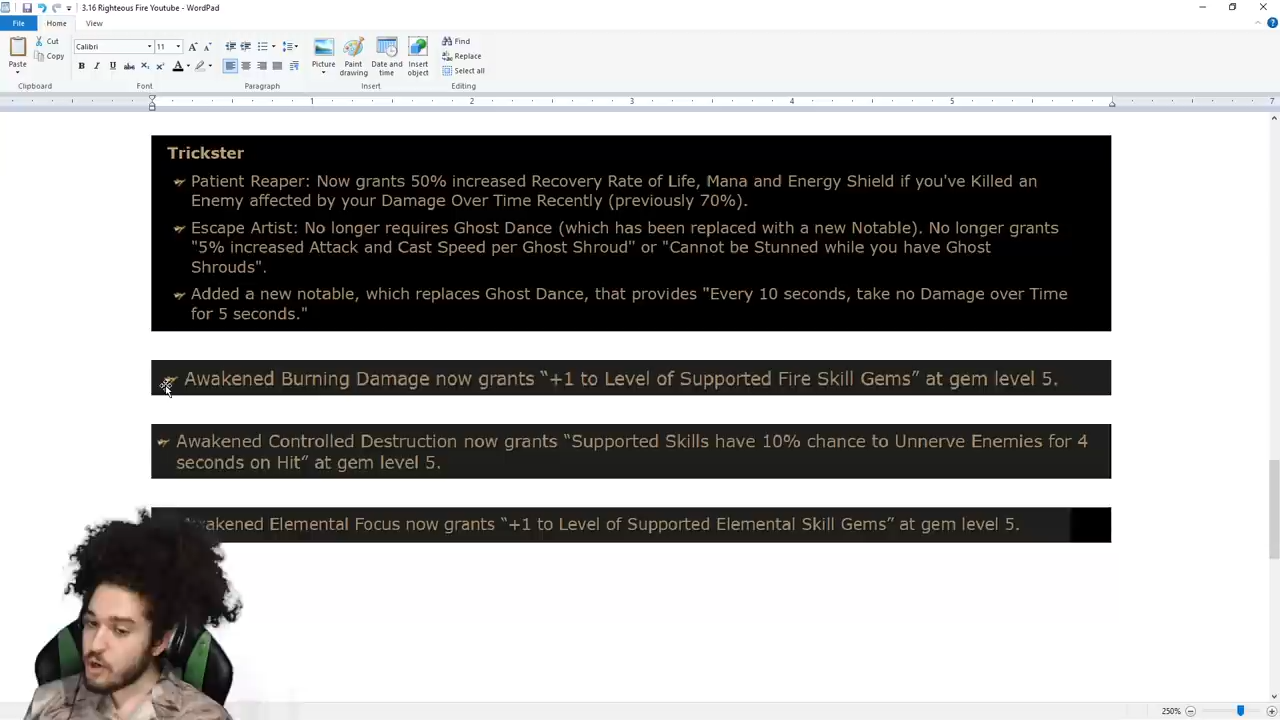 3.16 Righteous Fire Youtube - WordPad
File Home View
Paste
Cut
Copy
Clipboard
Calibri 11
Font
Paragraph
Picture
Paint drawing
Date and time
Insert object
Insert
Find
Replace
Select all
Editing
1 2 3 4 5 7
Trickster
Patient Reaper: Now grants 50% increased Recovery Rate of Life, Mana and Energy Shield if you've Killed an
Enemy affected by your Damage Over Time Recently (previously 70%).
Escape Artist: No longer requires Ghost Dance (which has been replaced with a new Notable). No longer grants
"5% increased Attack and Cast Speed per Ghost Shroud" or "Cannot be Stunned while you have Ghost
Shrouds".
Added a new notable, which replaces Ghost Dance, that provides "Every 10 seconds, take no Damage over Time
for 5 seconds."
Awakened Burning Damage now grants “+1 to Level of Supported Fire Skill Gems” at gem level 5.
Awakened Controlled Destruction now grants “Supported Skills have 10% chance to Unnerve Enemies for 4
seconds on Hit” at gem level 5.
Awakened Elemental Focus now grants “+1 to Level of Supported Elemental Skill Gems” at gem level 5.
250%